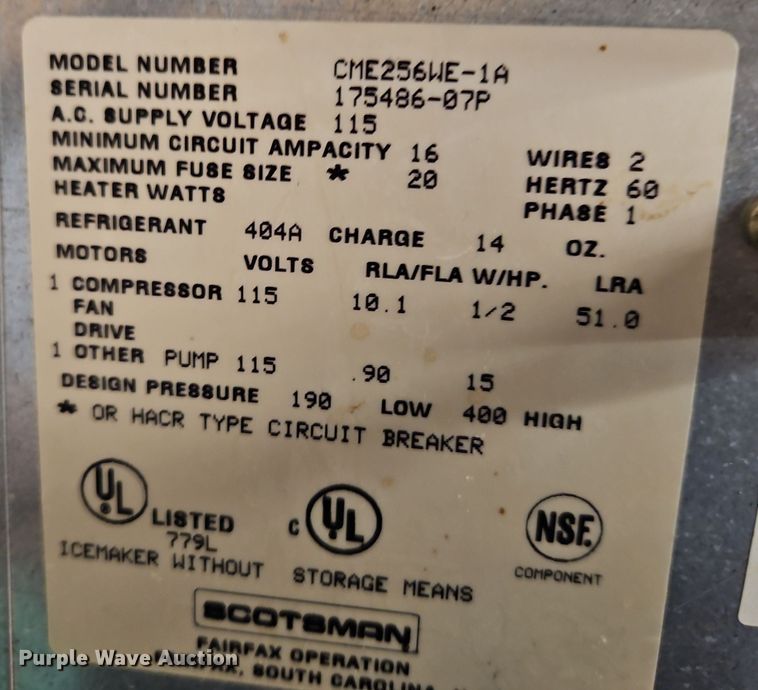 MODEL NUMBER CME256WE-1A
SERIAL NUMBER 175486-07P
A.C. SUPPLY VOLTAGE 115
MINIMUM CIRCUIT AMPACITY 16 WIRES 2
MAXIMUM FUSE SIZE * 20 HERTZ 60
HEATER WATTS PHASE 1
REFRIGERANT 404A CHARGE 14 OZ.
MOTORS VOLTS RLA/FLA W/HP. LRA
1 COMPRESSOR 115 10.1 1/2 51.0
FAN
DRIVE
1 OTHER PUMP 115 .90 15
DESIGN PRESSURE 190 LOW 400 HIGH
* OR HACR TYPE CIRCUIT BREAKER
UL LISTED
779L
ICEMAKER WITHOUT STORAGE MEANS
C UL
NSF.
COMPONENT
SCOTSMAN
FAIRFAX OPERATION
SOUTH CAROLINA
Purple Wave Auction